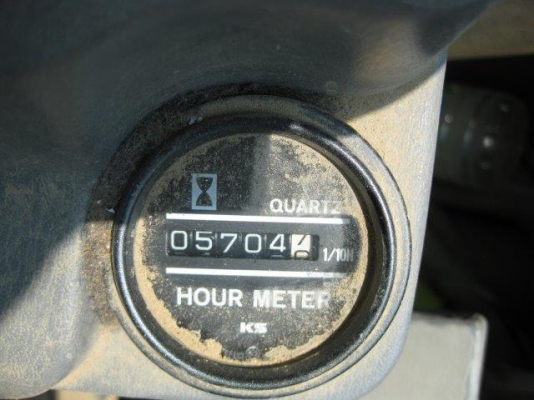 QUARTZ
05704
1/10H
HOUR METER
KS